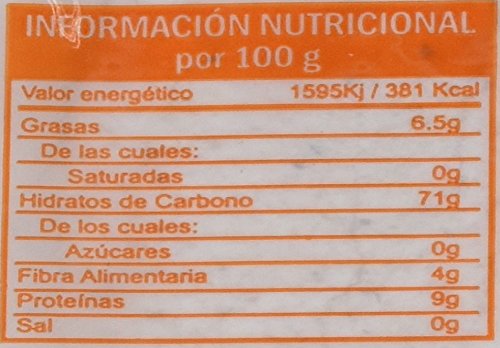 INFORMACIÓN NUTRICIONAL
por 100 g
Valor energético 1595Kj / 381 Kcal
Grasas 6.5g
De las cuales:
Saturadas 0g
Hidratos de Carbono 71g
De los cuales:
Azúcares 0g
Fibra Alimentaria 4g
Proteínas 9g
Sal 0g